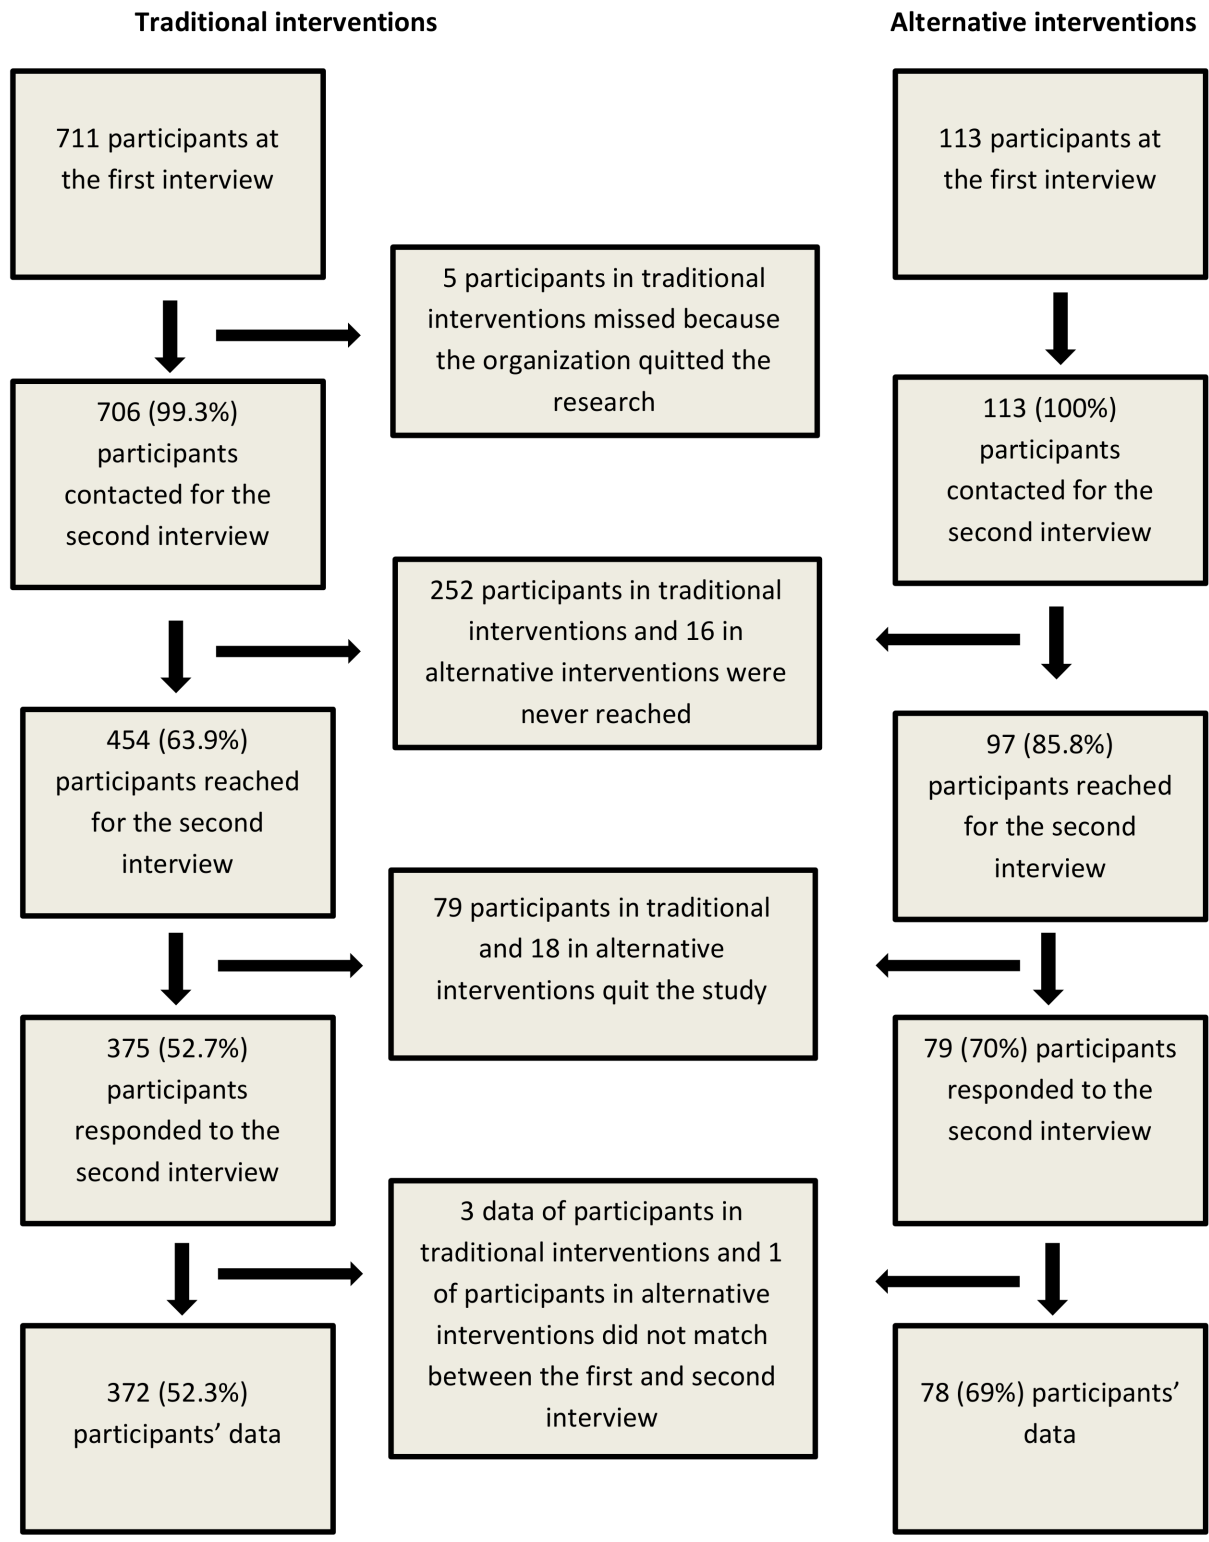 Traditional interventions
Alternative interventions
711 participants at
the first interview
113 participants at
the first interview
5 participants in traditional
interventions missed because
the organization quitted the
research
706 (99.3%)
participants
contacted for the
second interview
113 (100%)
participants
contacted for the
second interview
252 participants in traditional
interventions and 16 in
alternative interventions were
never reached
454 (63.9%)
participants reached
for the second
interview
97 (85.8%)
participants reached
for the second
interview
79 participants in traditional
and 18 in alternative
interventions quit the study
375 (52.7%)
participants
responded to the
second interview
79 (70%) participants
responded to the
second interview
3 data of participants in
traditional interventions and 1
of participants in alternative
interventions did not match
between the first and second
interview
372 (52.3%)
participants’ data
78 (69%) participants’
data